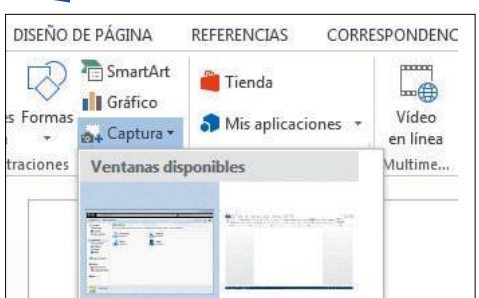 DISEÑO DE PÁGINA REFERENCIAS CORRESPONDENC
SmartArt
Tienda
Gráfico
s Formas
Mis aplicaciones
Vídeo
Captura
en línea
traciones
Multime...
Ventanas disponibles